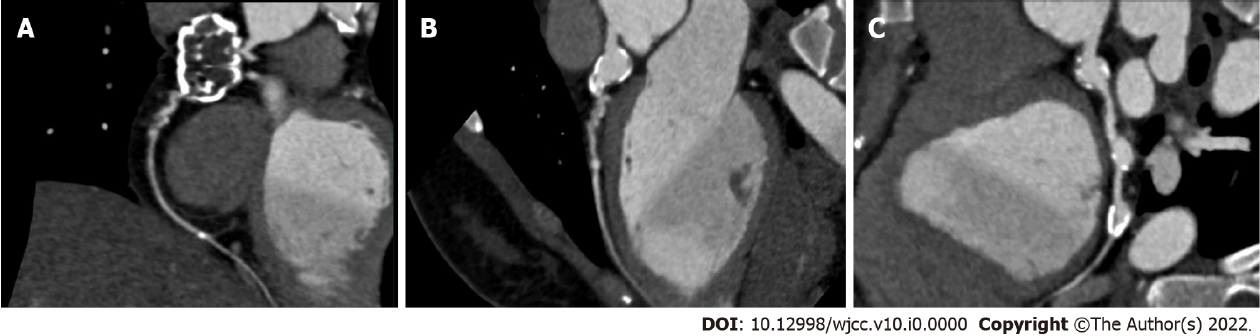 A
B
C
DOI: 10.12998/wjcc.v10.i0.0000 Copyright ©The Author(s) 2022.